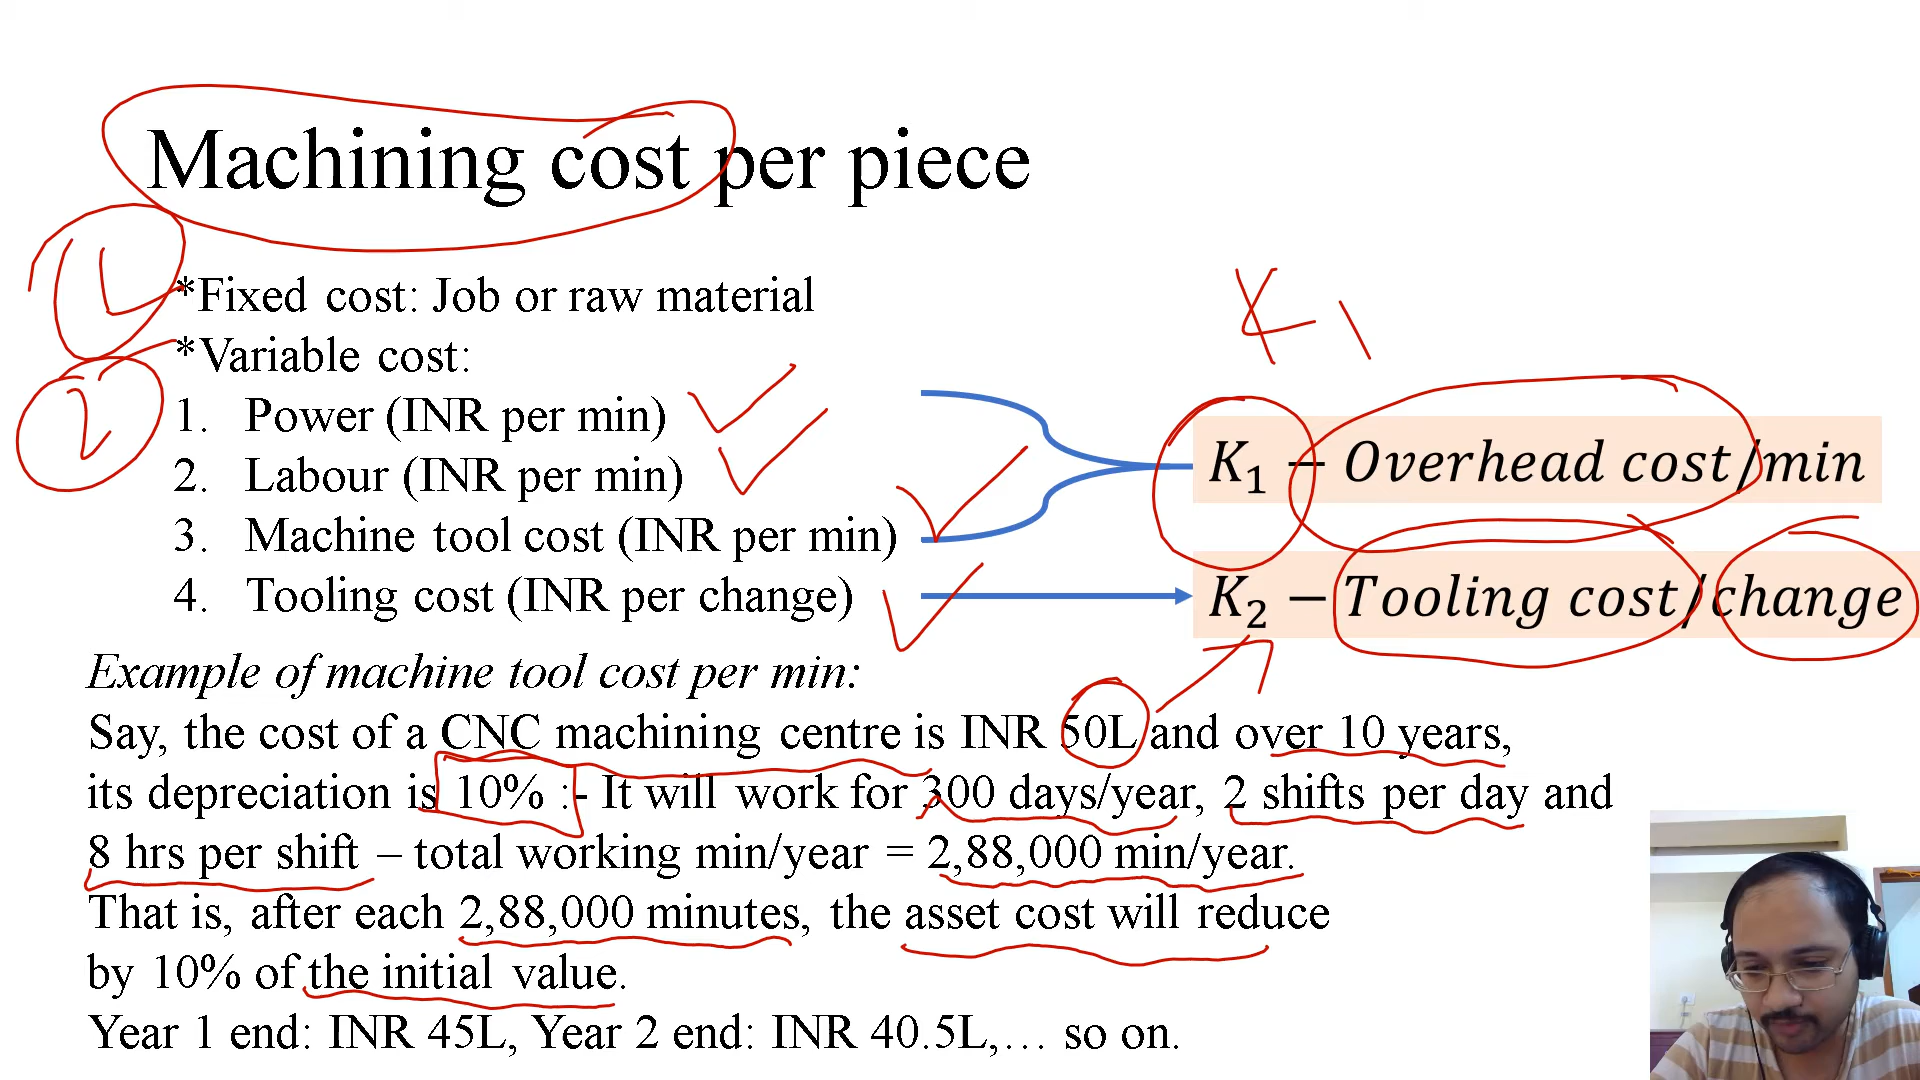 Machining cost per piece
1
*Fixed cost: Job or raw material
K1
*Variable cost:
2
1. Power (INR per min)
2. Labour (INR per min)
K1 − Overhead cost/min
3. Machine tool cost (INR per min)
4. Tooling cost (INR per change)
K2 − Tooling cost/change
Example of machine tool cost per min:
Say, the cost of a CNC machining centre is INR 50L and over 10 years,
its depreciation is 10% :- It will work for 300 days/year, 2 shifts per day and
8 hrs per shift – total working min/year = 2,88,000 min/year.
That is, after each 2,88,000 minutes, the asset cost will reduce
by 10% of the initial value.
Year 1 end: INR 45L, Year 2 end: INR 40.5L,… so on.